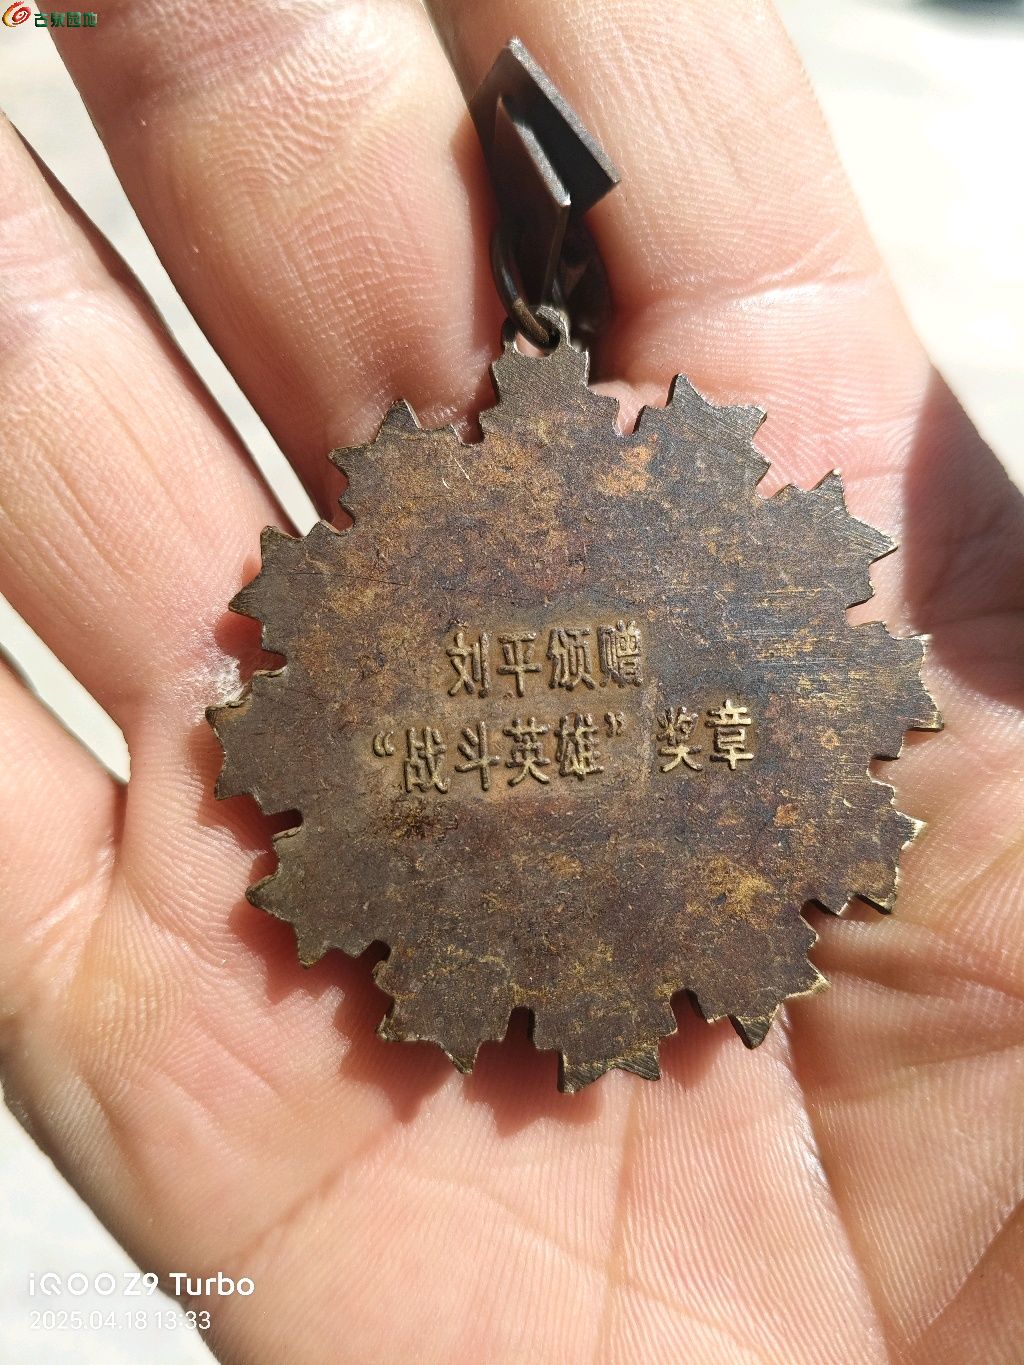 古泉园地
刘平颁赠
“战斗英雄”奖章
iQOO Z9 Turbo
2025.04.18 13:33